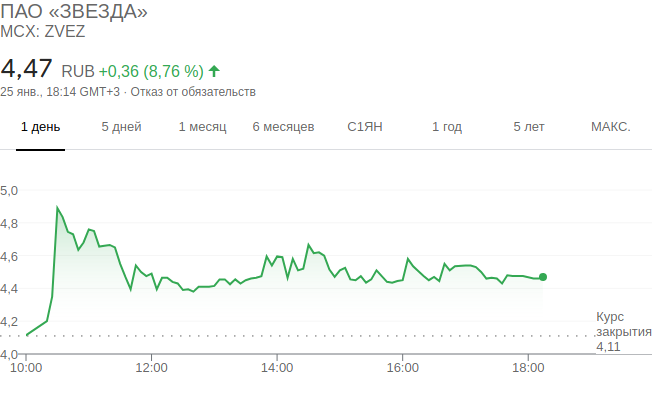 ПАО «ЗВЕЗДА»
MCX: ZVEZ
4,47 RUB +0,36 (8,76 %)
25 янв., 18:14 GMT+3 · Отказ от обязательств
1 день 5 дней 1 месяц 6 месяцев С1ЯН 1 год 5 лет МАКС.
5,0
4,8
4,6
4,4
4,2
4,0
Курс
закрытия
4,11
10:00 12:00 14:00 16:00 18:00